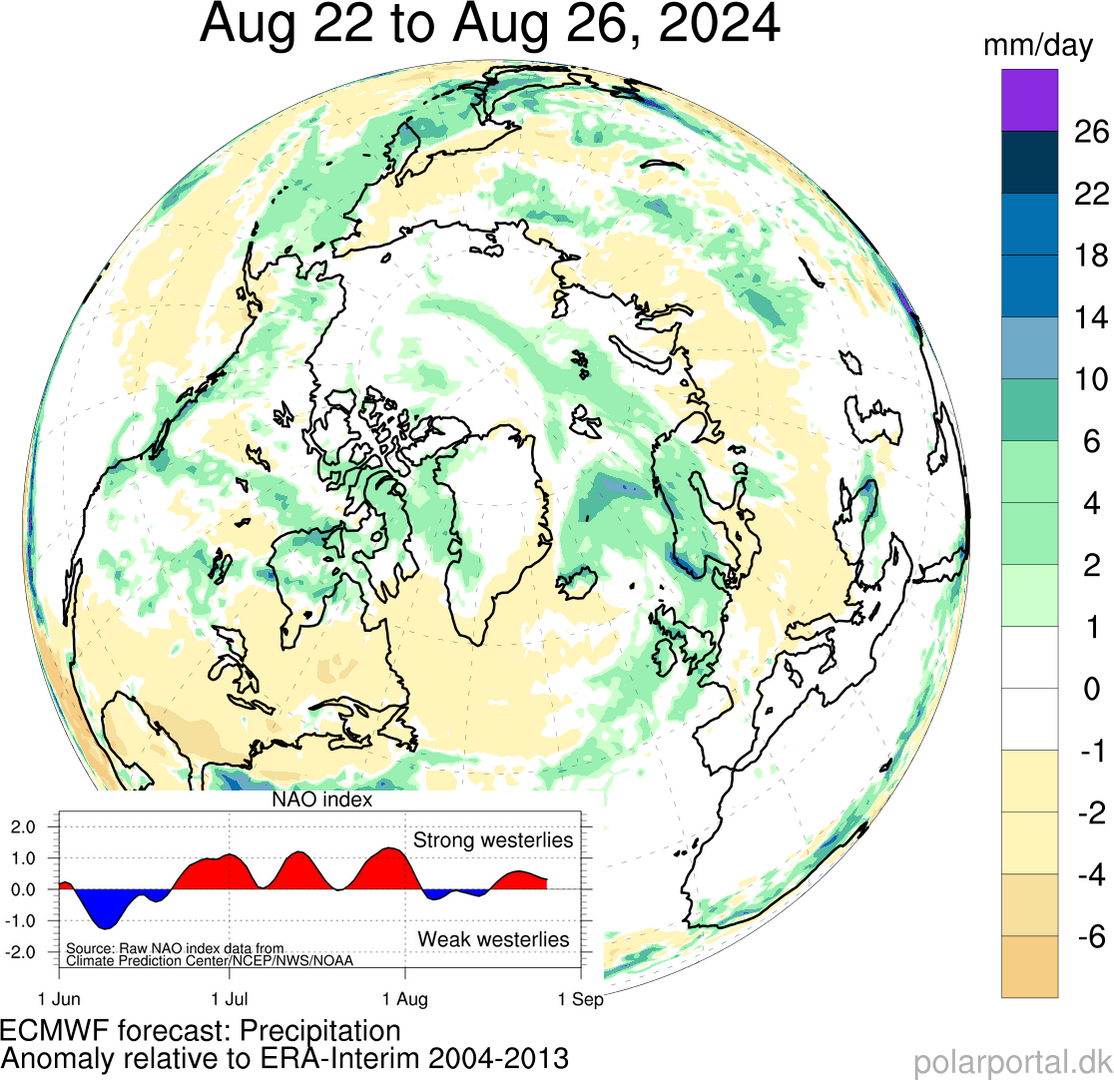 Aug 22 to Aug 26, 2024
mm/day
26
22
18
14
10
6
4
2
1
0
-1
-2
-4
-6
NAO index
2.0
1.0
0.0
-1.0
-2.0
Strong westerlies
Weak westerlies
Source: Raw NAO index data from
Climate Prediction Center/NCEP/NWS/NOAA
1 Jun 1 Jul 1 Aug 1 Sep
ECMWF forecast: Precipitation
Anomaly relative to ERA-Interim 2004-2013
polarportal.dk